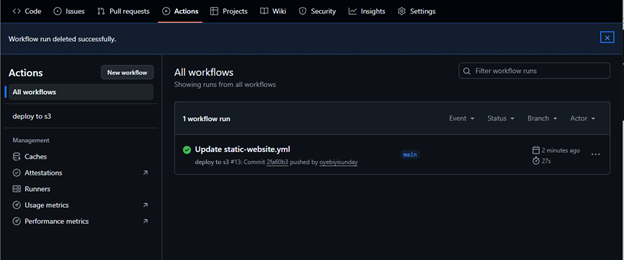 Code Issues Pull requests Actions Projects Wiki Security Insights Settings
Workflow run deleted successfully.
Actions New workflow
All workflows
deploy to s3
Management
Caches
Attestations
Runners
Usage metrics
Performance metrics
All workflows
Showing runs from all workflows
Filter workflow runs
1 workflow run Event Status Branch Actor
Update static-website.yml main 2 minutes ago
deploy to s3 #13: Commit 2fa60b3 pushed by oyebiyisunday 27s